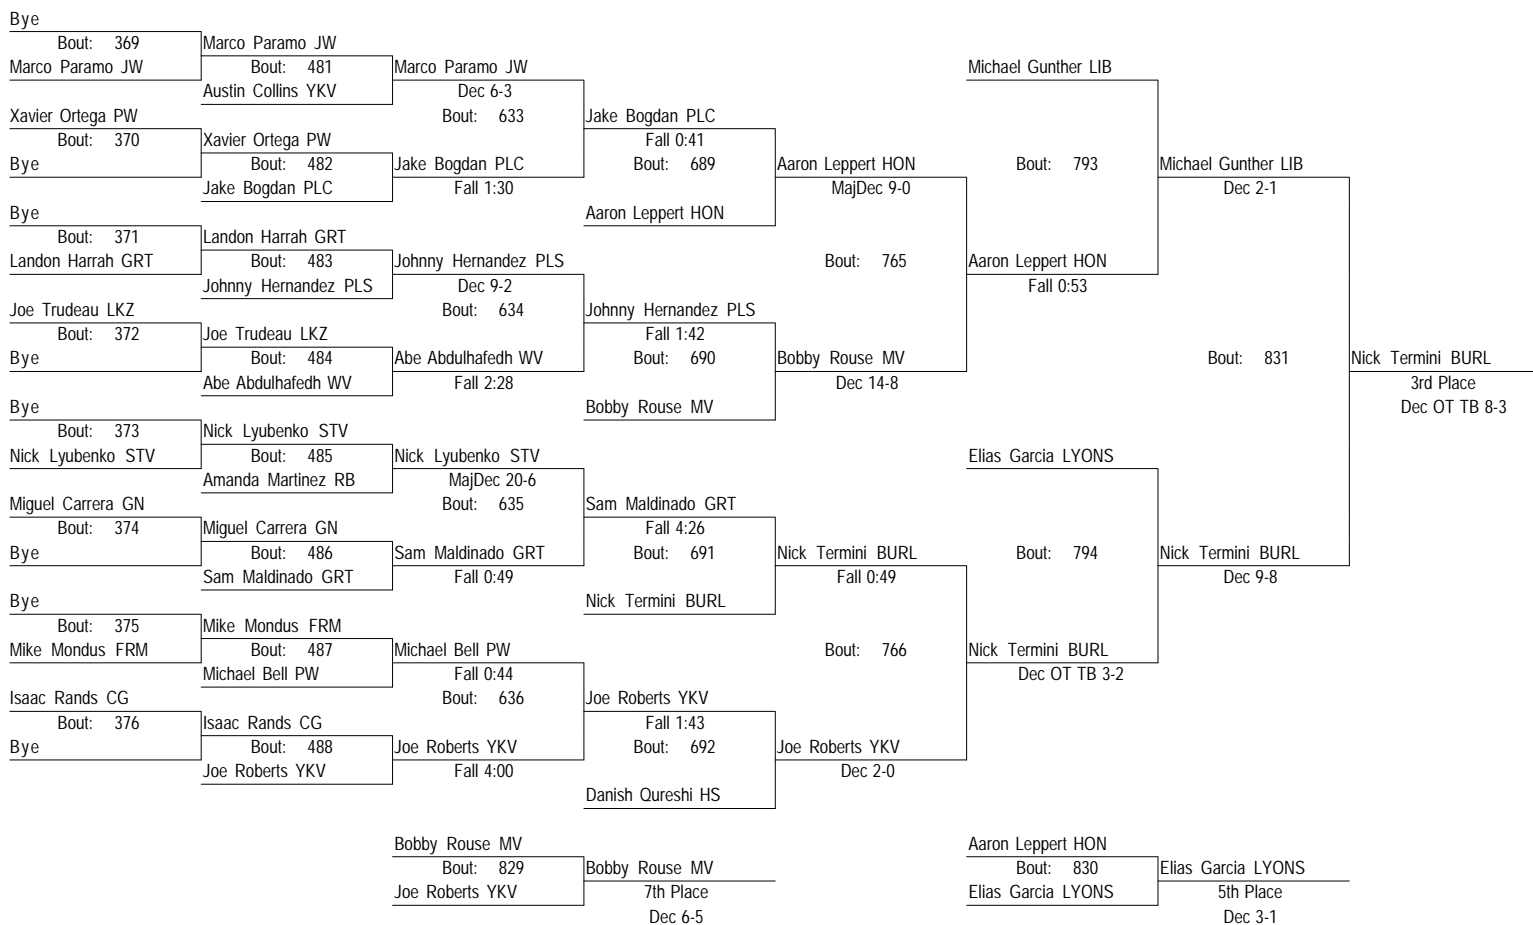 Bye
Bout: 369
Marco Paramo JW
Xavier Ortega PW
Bout: 370
Bye
Bye
Bout: 371
Landon Harrah GRT
Joe Trudeau LKZ
Bout: 372
Bye
Bye
Bout: 373
Nick Lyubenko STV
Miguel Carrera GN
Bout: 374
Bye
Bye
Bout: 375
Mike Mondus FRM
Isaac Rands CG
Bout: 376
Bye
Marco Paramo JW
Bout: 481
Austin Collins YKV
Xavier Ortega PW
Bout: 482
Jake Bogdan PLC
Landon Harrah GRT
Bout: 483
Johnny Hernandez PLS
Joe Trudeau LKZ
Bout: 484
Abe Abdulhafedh WV
Nick Lyubenko STV
Bout: 485
Amanda Martinez RB
Miguel Carrera GN
Bout: 486
Sam Maldinado GRT
Mike Mondus FRM
Bout: 487
Michael Bell PW
Isaac Rands CG
Bout: 488
Joe Roberts YKV
Marco Paramo JW
Dec 6-3
Bout: 633
Jake Bogdan PLC
Fall 1:30
Johnny Hernandez PLS
Dec 9-2
Bout: 634
Abe Abdulhafedh WV
Fall 2:28
Nick Lyubenko STV
MajDec 20-6
Bout: 635
Sam Maldinado GRT
Fall 0:49
Michael Bell PW
Fall 0:44
Bout: 636
Joe Roberts YKV
Fall 4:00
Jake Bogdan PLC
Fall 0:41
Bout: 689
Aaron Leppert HON
Johnny Hernandez PLS
Fall 1:42
Bout: 690
Bobby Rouse MV
Sam Maldinado GRT
Fall 4:26
Bout: 691
Nick Termini BURL
Joe Roberts YKV
Fall 1:43
Bout: 692
Danish Qureshi HS
Aaron Leppert HON
MajDec 9-0
Bout: 765
Bobby Rouse MV
Dec 14-8
Nick Termini BURL
Fall 0:49
Bout: 766
Joe Roberts YKV
Dec 2-0
Michael Gunther LIB
Bout: 793
Aaron Leppert HON
Fall 0:53
Elias Garcia LYONS
Bout: 794
Nick Termini BURL
Dec OT TB 3-2
Michael Gunther LIB
Dec 2-1
Bout: 831
Nick Termini BURL
Dec 9-8
Nick Termini BURL
3rd Place
Dec OT TB 8-3
Bobby Rouse MV
Bout: 829
Joe Roberts YKV
Bobby Rouse MV
7th Place
Dec 6-5
Aaron Leppert HON
Bout: 830
Elias Garcia LYONS
Elias Garcia LYONS
5th Place
Dec 3-1